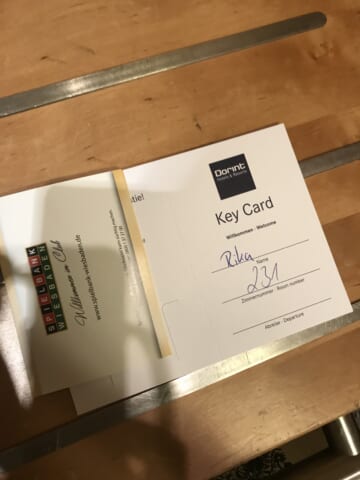 Dorint
Hotels & Resorts
Key Card
Willkommen · Welcome
Rika
Name
231
Zimmernummer · Room number
Abreise · Departure
SPIELBANK
WIESBADEN
Willkommen im Club
www.spielbank-wiesbaden.de